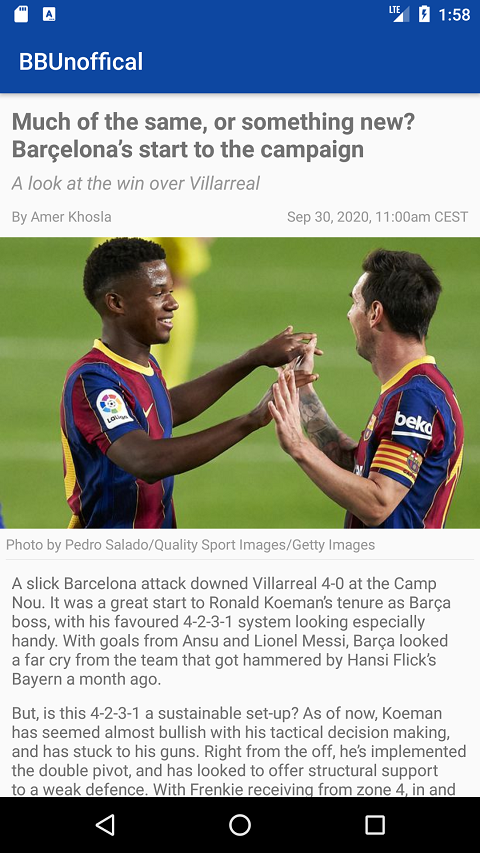 LTE
A
1:58
BBUnoffical
Much of the same, or something new?
Barçelona’s start to the campaign
A look at the win over Villarreal
By Amer Khosla
Sep 30, 2020, 11:00am CEST
LaLiga
beko
Photo by Pedro Salado/Quality Sport Images/Getty Images
A slick Barcelona attack downed Villarreal 4-0 at the Camp
Nou. It was a great start to Ronald Koeman’s tenure as Barça
boss, with his favoured 4-2-3-1 system looking especially
handy. With goals from Ansu and Lionel Messi, Barça looked
a far cry from the team that got hammered by Hansi Flick’s
Bayern a month ago.
But, is this 4-2-3-1 a sustainable set-up? As of now, Koeman
has seemed almost bullish with his tactical decision making,
and has stuck to his guns. Right from the off, he’s implemented
the double pivot, and has looked to offer structural support
to a weak defence. With Frenkie receiving from zone 4, in and